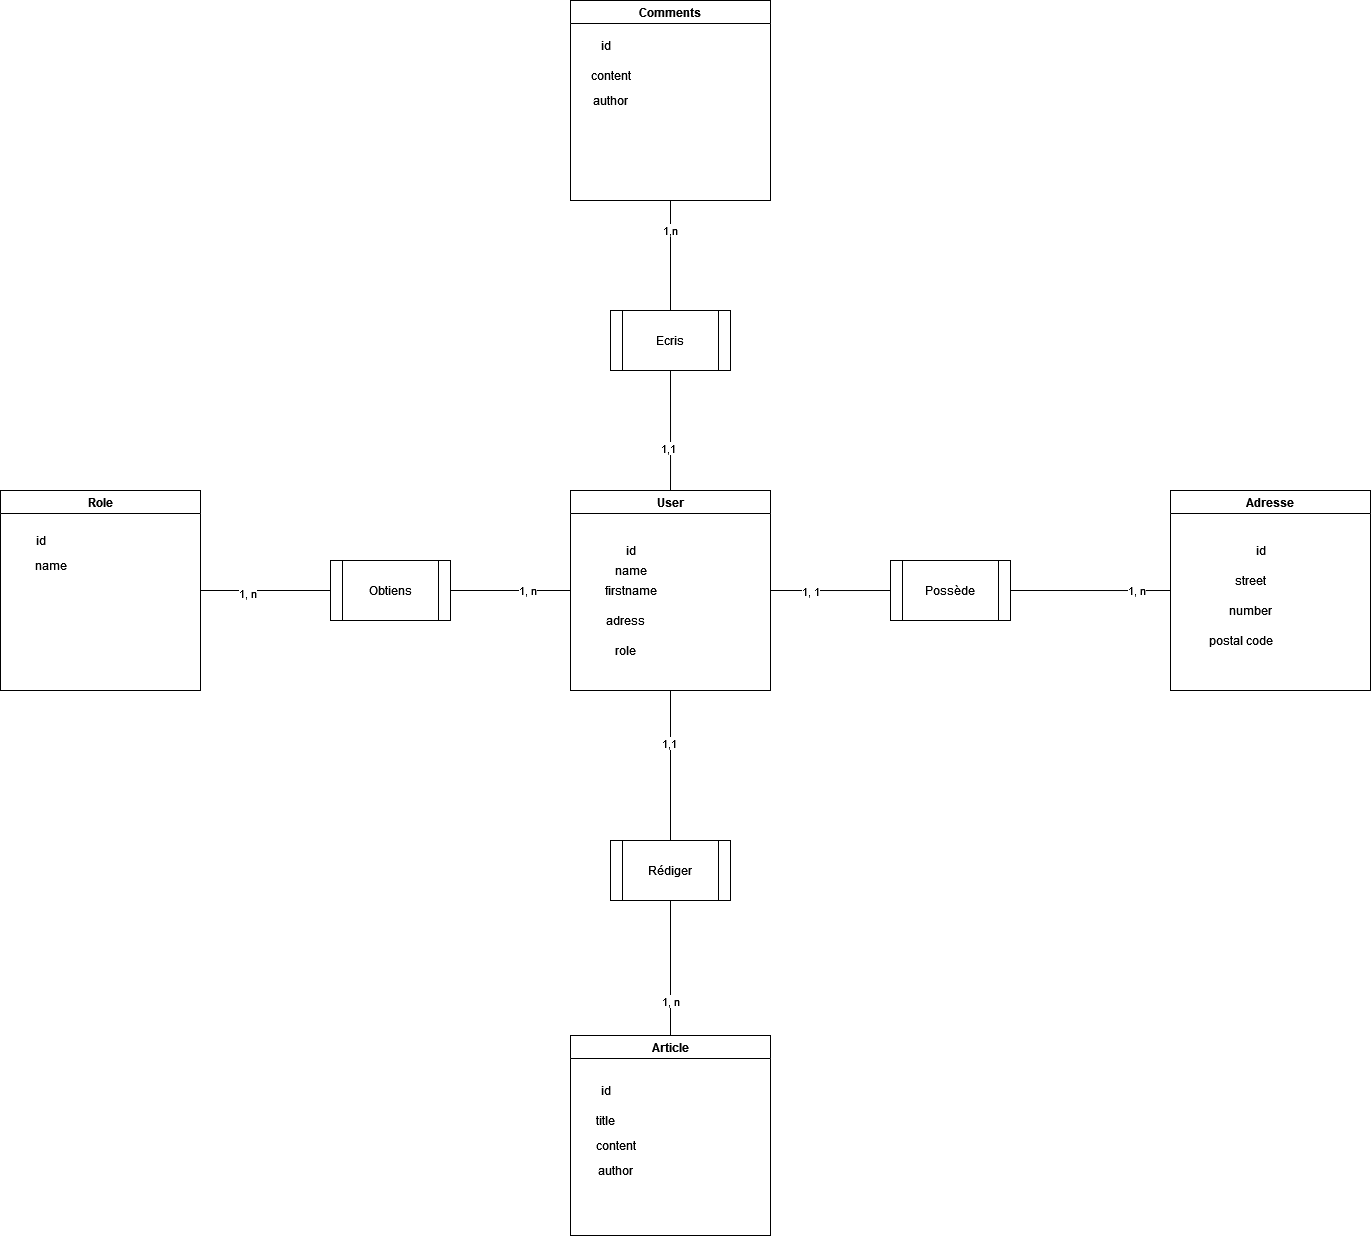 Comments
id
content
author
1,n
Ecris
1,1
Role
id
name
1, n
Obtiens
1, n
User
id
name
firstname
adress
role
1, 1
Possède
1, n
Adresse
id
street
number
postal code
1,1
Rédiger
1, n
Article
id
title
content
author